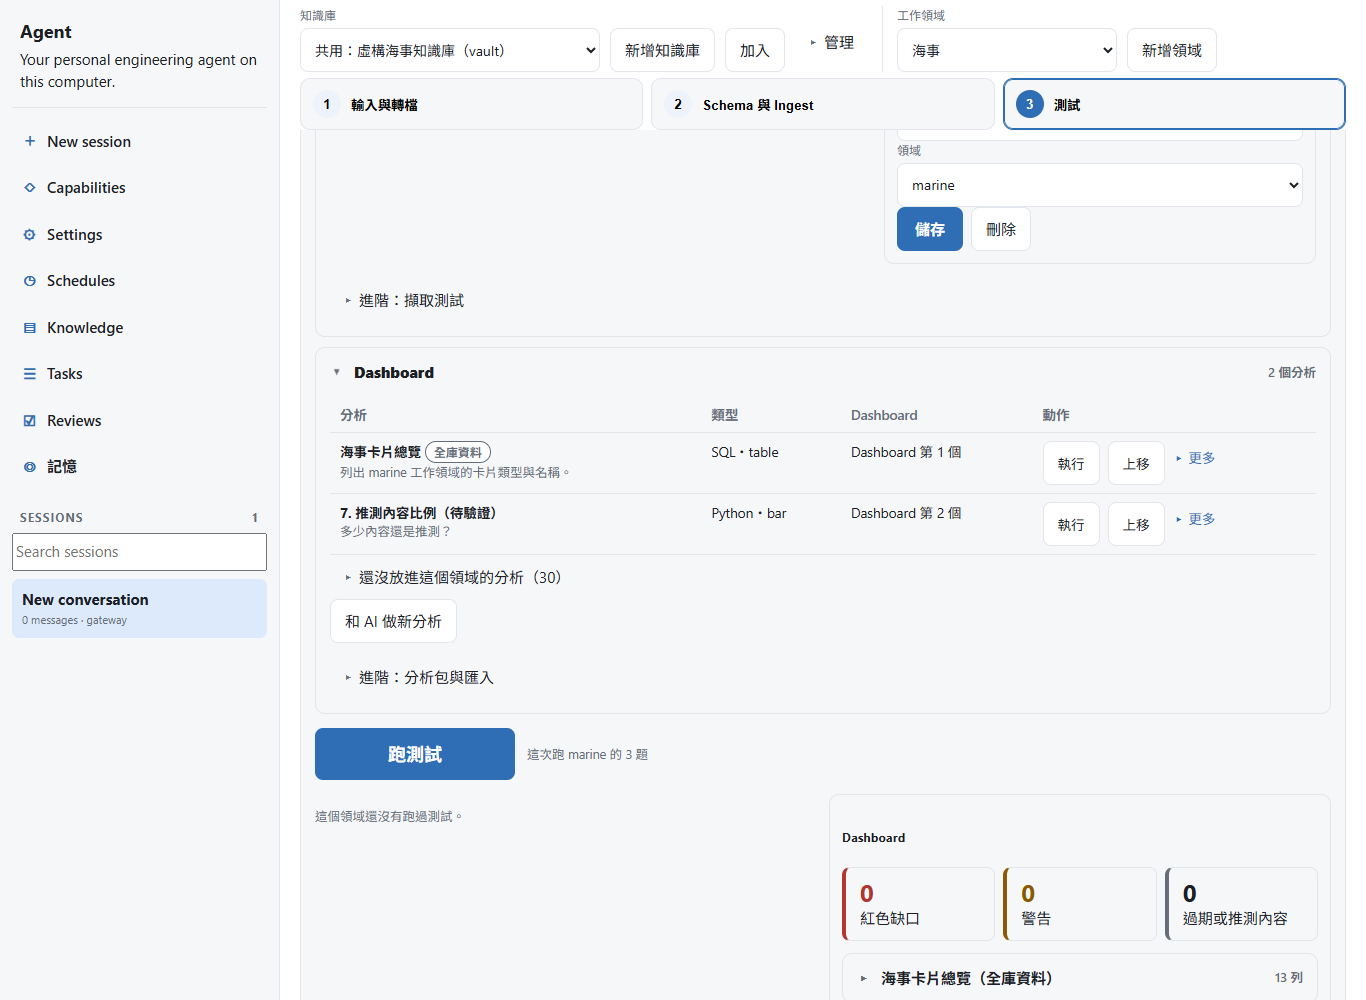 Agent
Your personal engineering agent on
this computer.
New session
Capabilities
Settings
Schedules
Knowledge
Tasks
Reviews
記憶
SESSIONS 1
Search sessions
New conversation
0 messages · gateway
知識庫
共用：虛構海事知識庫（vault）
新增知識庫
加入
管理
工作領域
海事
新增領域
1 輸入與轉檔
2 Schema 與 Ingest
3 測試
領域
marine
儲存
刪除
進階：擷取測試
Dashboard
2 個分析
分析 類型 Dashboard 動作
海事卡片總覽 全庫資料 SQL・table Dashboard 第 1 個 執行 上移 更多
列出 marine 工作領域的卡片類型與名稱。
7. 推測內容比例（待驗證） Python・bar Dashboard 第 2 個 執行 上移 更多
多少內容還是推測？
還沒放進這個領域的分析（30）
和 AI 做新分析
進階：分析包與匯入
跑測試
這次跑 marine 的 3 題
這個領域還沒有跑過測試。
Dashboard
0
紅色缺口
0
警告
0
過期或推測內容
海事卡片總覽（全庫資料） 13 列